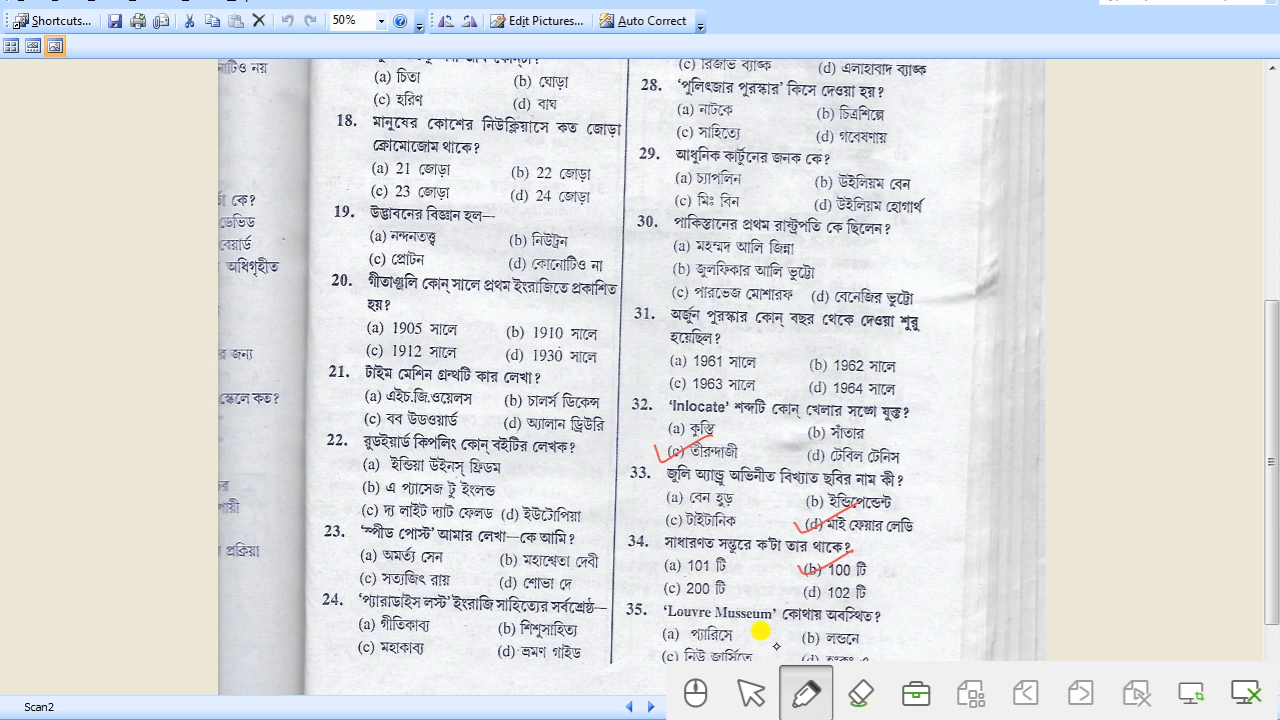 Shortcuts...
50%
Edit Pictures...
Auto Correct
নোটিও নয়
কে?
ডেভিড
বেয়ার্ড
অধিগৃহীত
র জন্য
স্কেলে কত?
প্রক্রিয়া
(a) চিতা (b) ঘোড়া
(c) হরিণ (d) বাঘ
18. মানুষের কোশের নিউক্লিয়াসে কত জোড়া
ক্রোমোজোম থাকে?
(a) 21 জোড়া (b) 22 জোড়া
(c) 23 জোড়া (d) 24 জোড়া
19. উদ্ভাবনের বিজ্ঞান হল—
(a) নন্দনতত্ত্ব (b) নিউট্রন
(c) প্রোটন (d) কোনোটিও না
20. গীতাঞ্জলি কোন্ সালে প্রথম ইংরাজিতে প্রকাশিত
হয়?
(a) 1905 সালে (b) 1910 সালে
(c) 1912 সালে (d) 1930 সালে
21. টাইম মেশিন গ্রন্থটি কার লেখা?
(a) এইচ.জি.ওয়েলস (b) চালর্স ডিকেন্স
(c) বব উডওয়ার্ড (d) অ্যালান ড্রিউরি
22. রুডইয়ার্ড কিপলিং কোন্ বইটির লেখক?
(a) ইন্ডিয়া উইনস্ ফ্রিডম
(b) এ প্যাসেজ টু ইংলন্ড
(c) দ্য লাইট দ্যাট ফেলড (d) ইউটোপিয়া
23. 'স্পীড পোস্ট' আমার লেখা—কে আমি?
(a) অমর্ত্য সেন (b) মহাশ্বেতা দেবী
(c) সত্যজিৎ রায় (d) শোভা দে
24. 'প্যারাডাইস লস্ট' ইংরাজি সাহিত্যের সর্বশ্রেষ্ঠ—
(a) গীতিকাব্য (b) শিশুসাহিত্য
(c) মহাকাব্য (d) ভ্রমণ গাইড
(c) রিজার্ভ ব্যাঙ্ক (d) এলাহাবাদ ব্যাঙ্ক
28. 'পুলিৎজার পুরস্কার' কিসে দেওয়া হয়?
(a) নাটকে (b) চিত্রশিল্পে
(c) সাহিত্যে (d) গবেষণায়
29. আধুনিক কার্টুনের জনক কে?
(a) চ্যাপলিন (b) উইলিয়ম বেন
(c) মিঃ বিন (d) উইলিয়ম হোগার্থ
30. পাকিস্তানের প্রথম রাষ্ট্রপতি কে ছিলেন?
(a) মহম্মদ আলি জিন্না
(b) জুলফিকার আলি ভুট্টো
(c) পারভেজ মোশারফ (d) বেনেজির ভুট্টো
31. অর্জুন পুরস্কার কোন্ বছর থেকে দেওয়া শুরু
হয়েছিল?
(a) 1961 সালে (b) 1962 সালে
(c) 1963 সালে (d) 1964 সালে
32. 'Inlocate' শব্দটি কোন্ খেলার সঙ্গে যুক্ত?
(a) কুস্তি (b) সাঁতার
(c) তীরন্দাজী (d) টেবিল টেনিস
33. জুলি অ্যান্ড্রু অভিনীত বিখ্যাত ছবির নাম কী?
(a) বেন হুড় (b) ইন্ডিপেন্ডেন্ট
(c) টাইটানিক (d) মাই ফেয়ার লেডি
34. সাধারণত সন্তুরে ক'টা তার থাকে?
(a) 101 টি (b) 100 টি
(c) 200 টি (d) 102 টি
35. 'Louvre Musseum' কোথায় অবস্থিত?
(a) প্যারিসে (b) লন্ডনে
(c) নিউ জার্সিতে (d)
Scan2